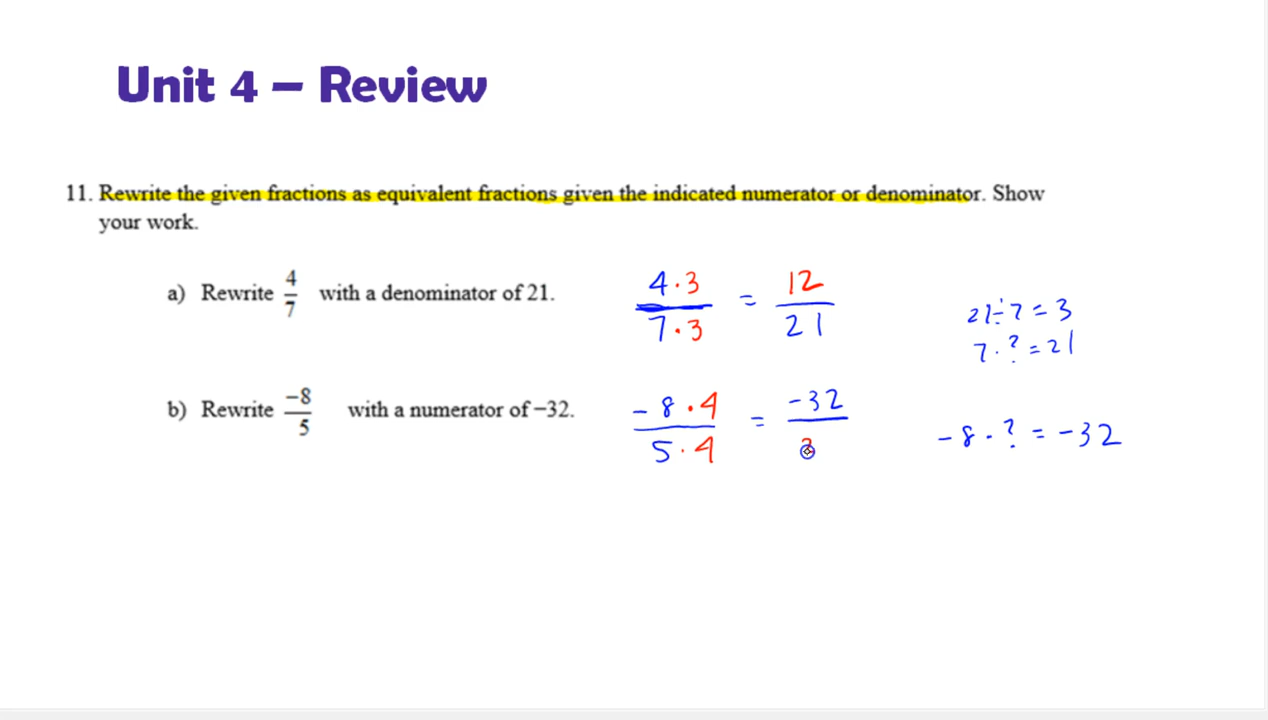 Unit 4 – Review
11. Rewrite the given fractions as equivalent fractions given the indicated numerator or denominator. Show
your work.
a) Rewrite 4/7 with a denominator of 21.
4·3/7·3 = 12/21
21÷7=3
7·?=21
b) Rewrite -8/5 with a numerator of −32.
-8·4/5·4 = -32/
-8·?=-32